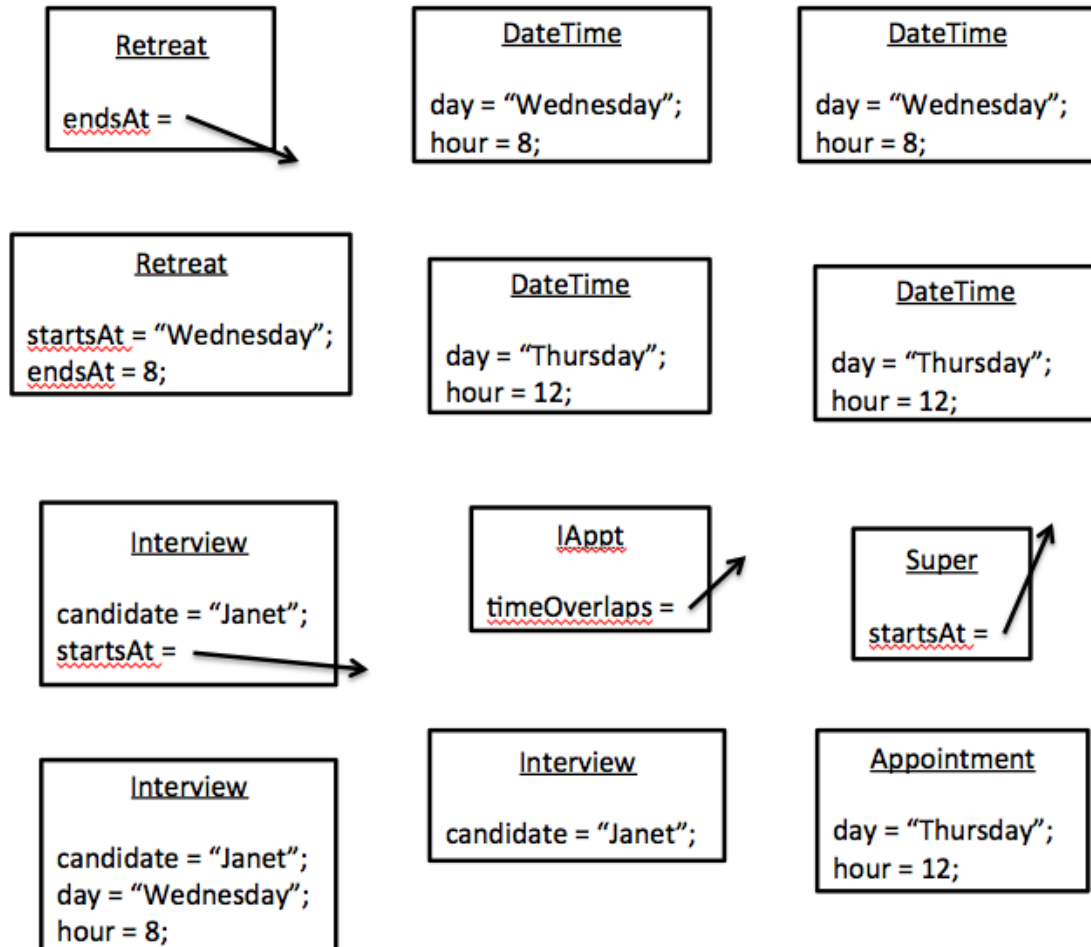 Retreat
endsAt =
DateTime
day = “Wednesday”;
hour = 8;
DateTime
day = “Wednesday”;
hour = 8;
Retreat
startsAt = “Wednesday”;
endsAt = 8;
DateTime
day = “Thursday”;
hour = 12;
DateTime
day = “Thursday”;
hour = 12;
Interview
candidate = “Janet”;
startsAt =
IAppt
timeOverlaps =
Super
startsAt =
Interview
candidate = “Janet”;
day = “Wednesday”;
hour = 8;
Interview
candidate = “Janet”;
Appointment
day = “Thursday”;
hour = 12;